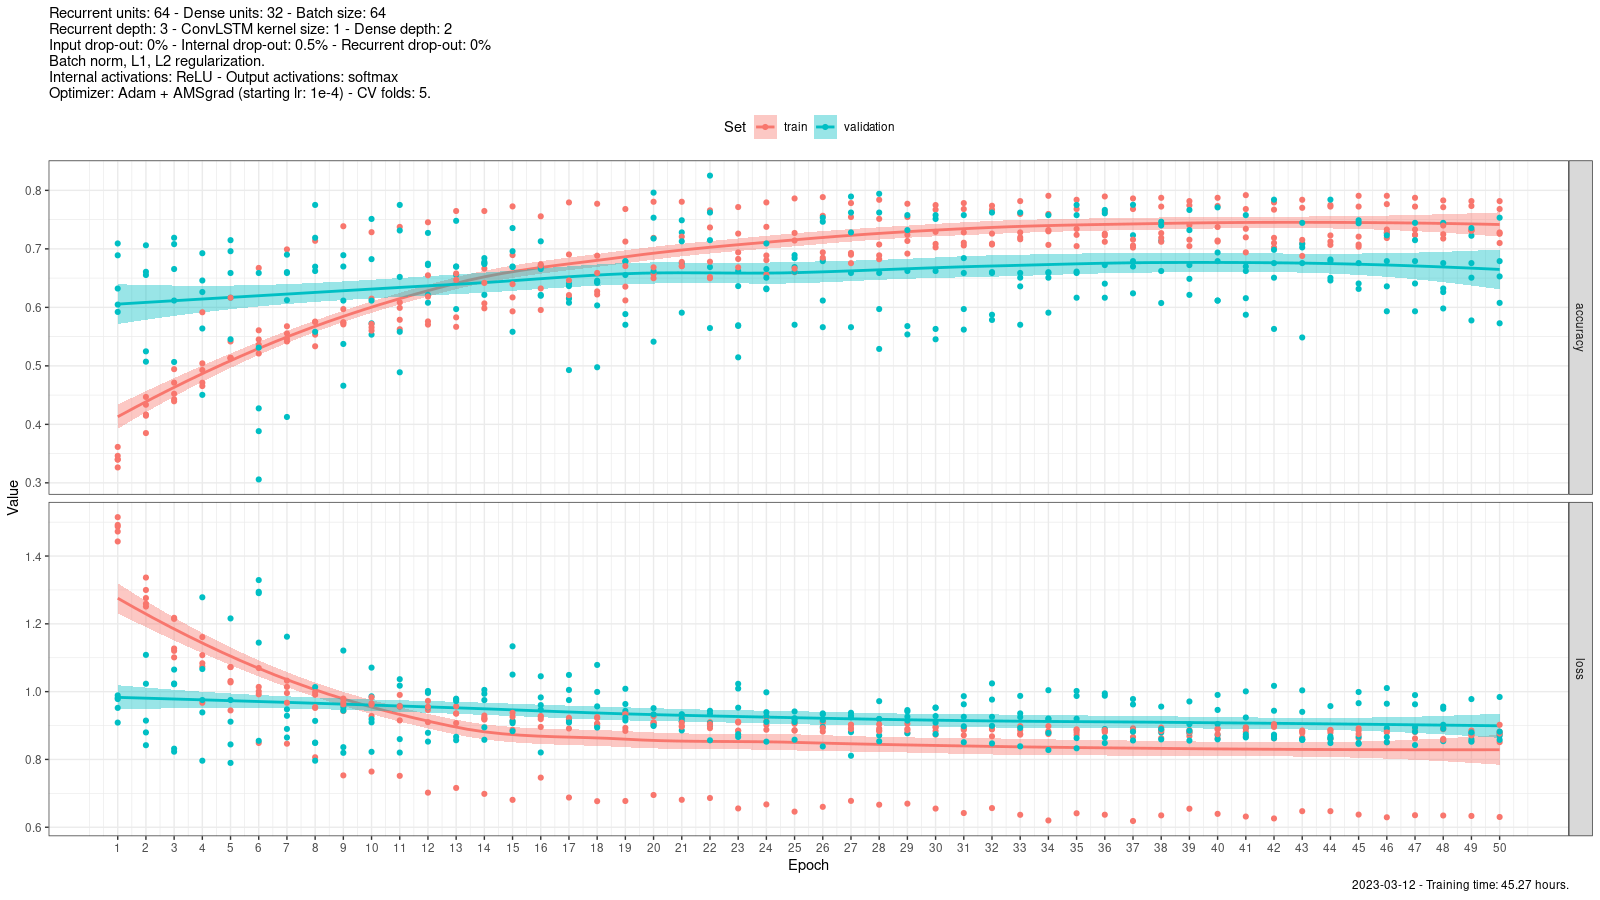 Recurrent units: 64 - Dense units: 32 - Batch size: 64
Recurrent depth: 3 - ConvLSTM kernel size: 1 - Dense depth: 2
Input drop-out: 0% - Internal drop-out: 0.5% - Recurrent drop-out: 0%
Batch norm, L1, L2 regularization.
Internal activations: ReLU - Output activations: softmax
Optimizer: Adam + AMSgrad (starting lr: 1e-4) - CV folds: 5.
Set train validation
0.8
0.7
0.6
0.5
0.4
0.3
accuracy
Value
1.4
1.2
1.0
0.8
0.6
loss
1 2 3 4 5 6 7 8 9 10 11 12 13 14 15 16 17 18 19 20 21 22 23 24 25 26 27 28 29 30 31 32 33 34 35 36 37 38 39 40 41 42 43 44 45 46 47 48 49 50
Epoch
2023-03-12 - Training time: 45.27 hours.